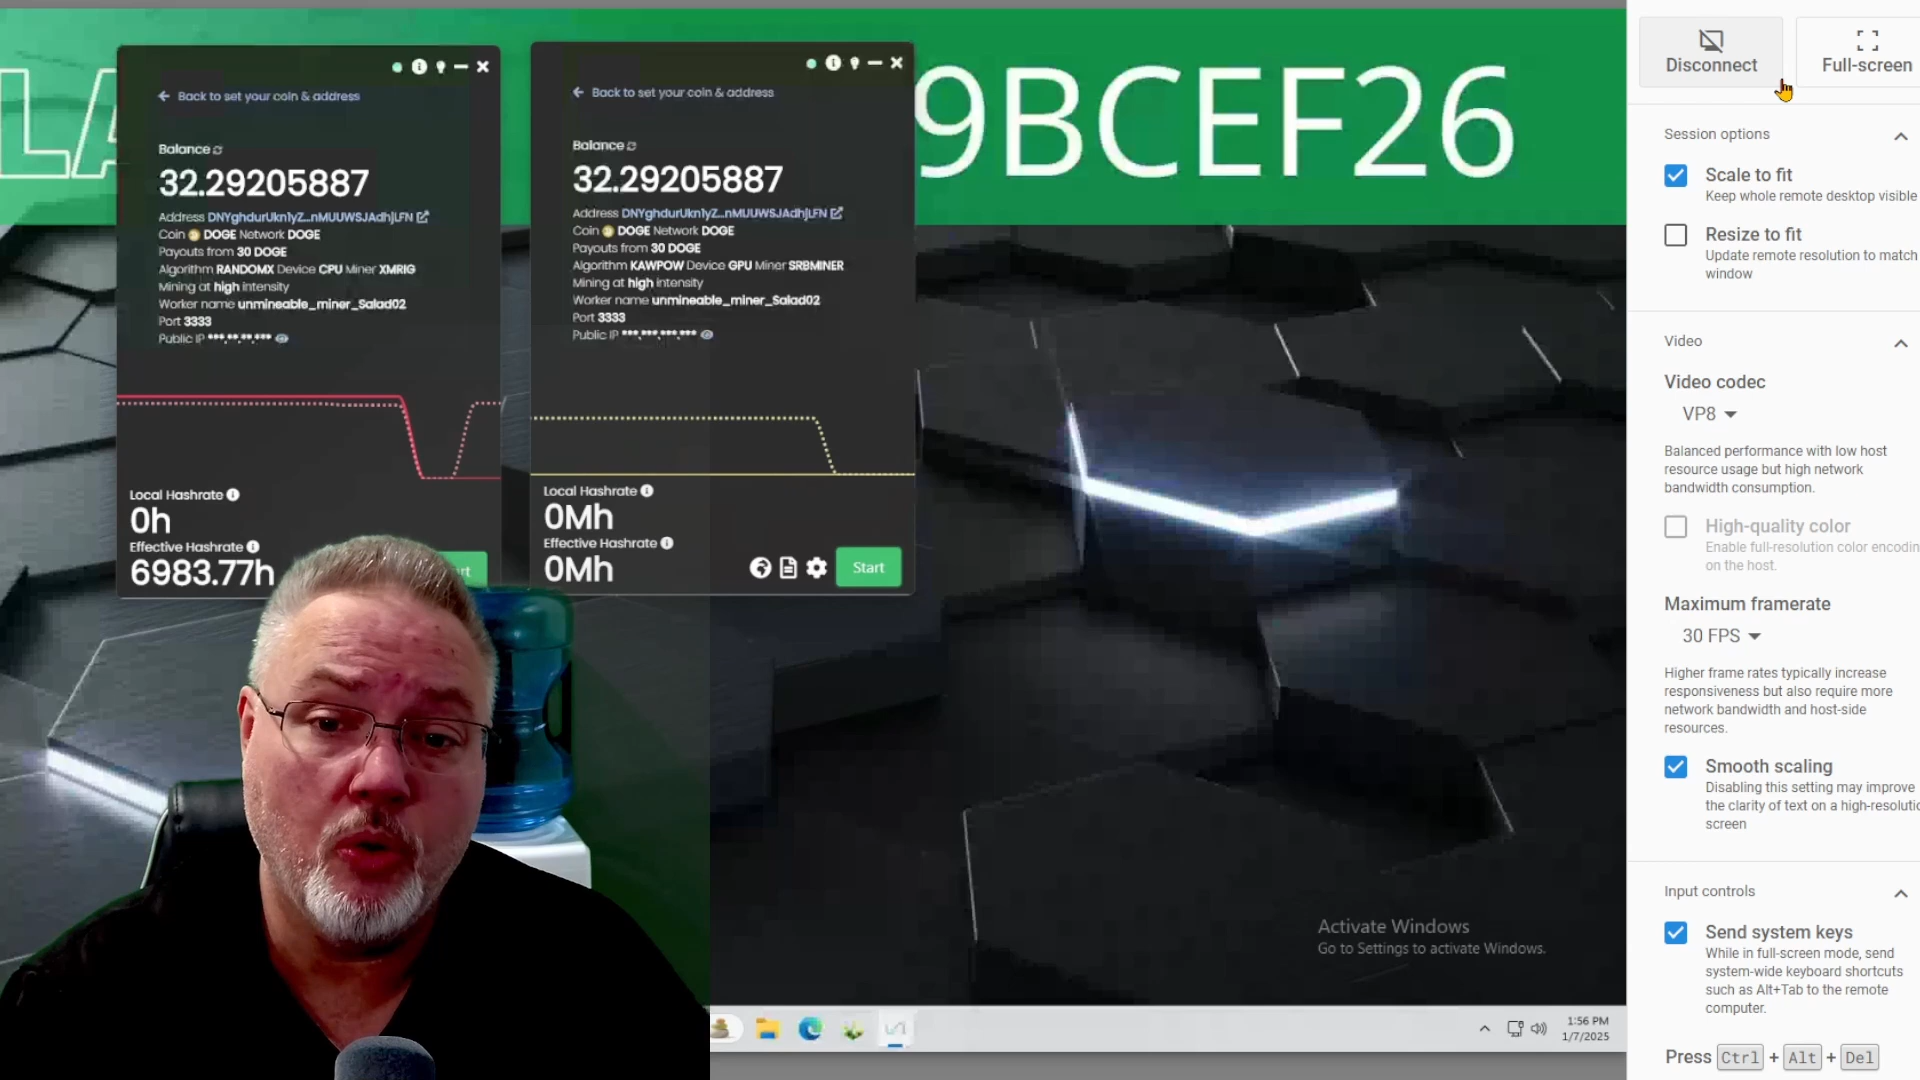 LA
9BCEF26
Back to set your coin & address
Balance
32.29205887
Address DNYghdurUkn1yZ...nMUUWSJAdhjLFN
Coin DOGE Network DOGE
Payouts from 30 DOGE
Algorithm RANDOMX Device CPU Miner XMRIG
Mining at high intensity
Worker name unmineable_miner_Salad02
Port 3333
Public IP ***.**.**.***
Local Hashrate
0h
Effective Hashrate
6983.77h
rt
Back to set your coin & address
Balance
32.29205887
Address DNYghdurUkn1yZ...nMUUWSJAdhjLFN
Coin DOGE Network DOGE
Payouts from 30 DOGE
Algorithm KAWPOW Device GPU Miner SRBMINER
Mining at high intensity
Worker name unmineable_miner_Salad02
Port 3333
Public IP ***.***.***.***
Local Hashrate
0Mh
Effective Hashrate
0Mh
Start
Activate Windows
Go to Settings to activate Windows.
1:56 PM
1/7/2025
Disconnect
Full-screen
Session options
Scale to fit
Keep whole remote desktop visible
Resize to fit
Update remote resolution to match
window
Video
Video codec
VP8
Balanced performance with low host
resource usage but high network
bandwidth consumption.
High-quality color
Enable full-resolution color encodin
on the host.
Maximum framerate
30 FPS
Higher frame rates typically increase
responsiveness but also require more
network bandwidth and host-side
resources.
Smooth scaling
Disabling this setting may improve
the clarity of text on a high-resolutio
screen
Input controls
Send system keys
While in full-screen mode, send
system-wide keyboard shortcuts
such as Alt+Tab to the remote
computer.
Press Ctrl + Alt + Del